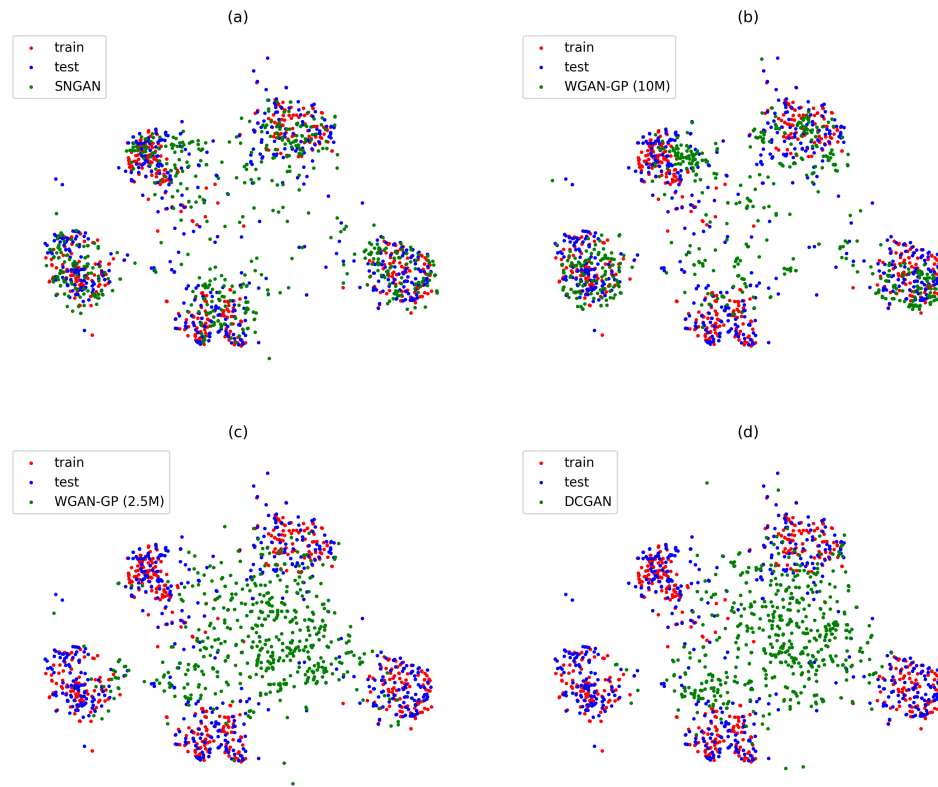 (a)
train
test
SNGAN
(b)
train
test
WGAN-GP (10M)
(c)
train
test
WGAN-GP (2.5M)
(d)
train
test
DCGAN